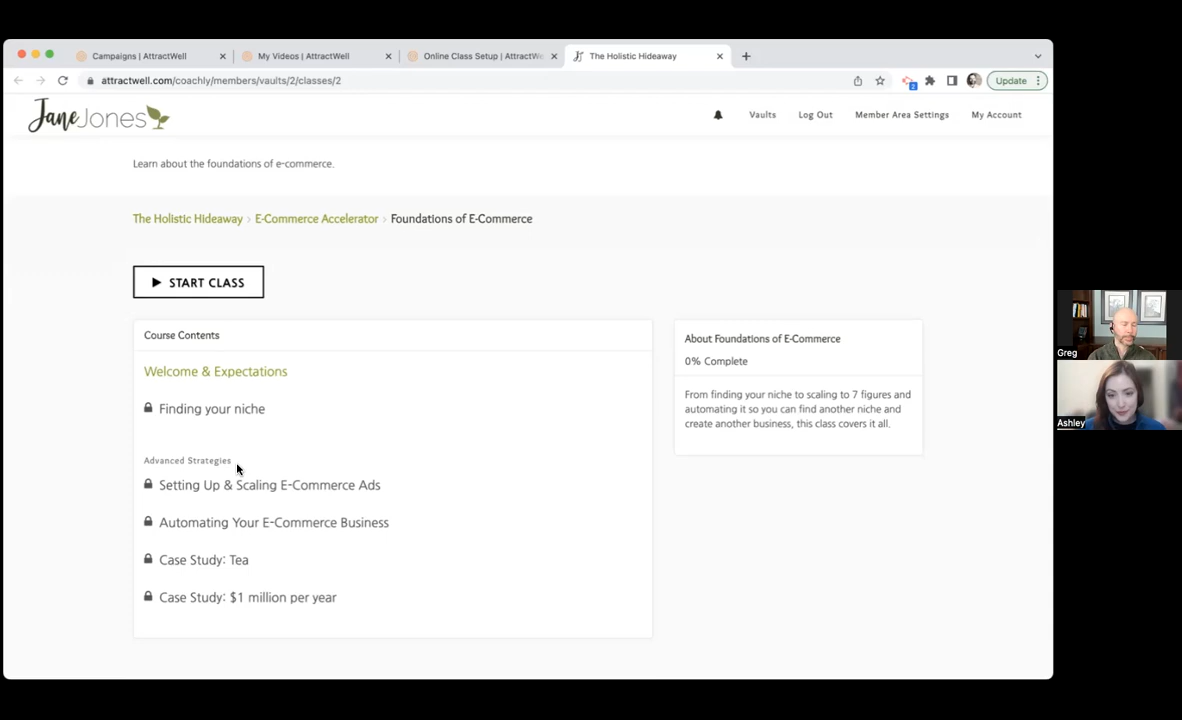 Campaigns | AttractWell
My Videos | AttractWell
Online Class Setup | AttractWe
The Holistic Hideaway
attractwell.com/coachly/members/vaults/2/classes/2
2
Update
JaneJones
Vaults
Log Out
Member Area Settings
My Account
Learn about the foundations of e-commerce.
The Holistic Hideaway › E-Commerce Accelerator › Foundations of E-Commerce
START CLASS
Course Contents
Welcome & Expectations
Finding your niche
Advanced Strategies
Setting Up & Scaling E-Commerce Ads
Automating Your E-Commerce Business
Case Study: Tea
Case Study: $1 million per year
About Foundations of E-Commerce
0% Complete
From finding your niche to scaling to 7 figures and
automating it so you can find another niche and
create another business, this class covers it all.
Greg
Ashley